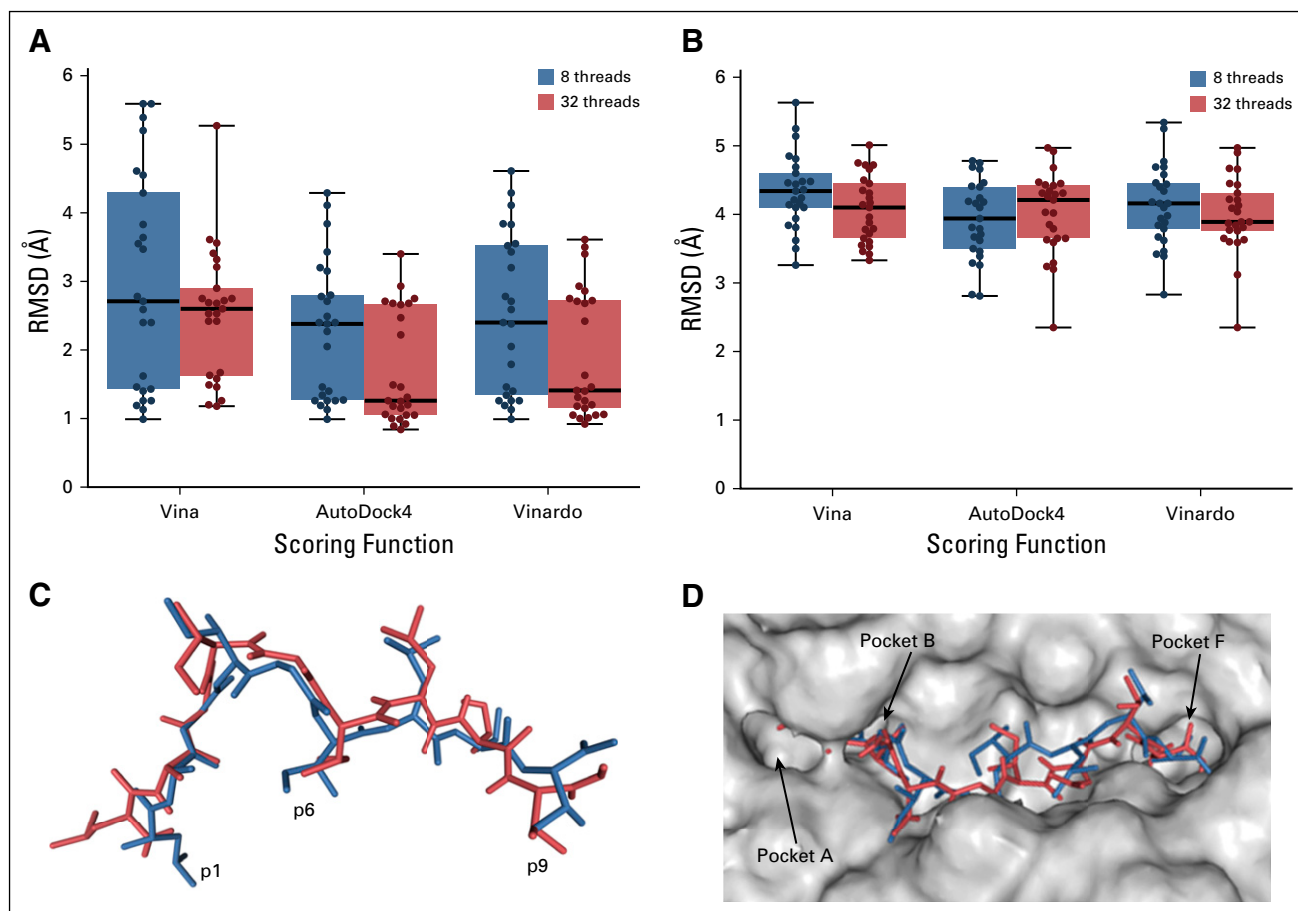 A
8 threads
32 threads
6
5
4
3
2
1
0
RMSD (Å)
Vina
AutoDock4
Vinardo
Scoring Function
B
8 threads
32 threads
6
5
4
3
2
1
0
RMSD (Å)
Vina
AutoDock4
Vinardo
Scoring Function
C
p1
p6
p9
D
Pocket B
Pocket F
Pocket A